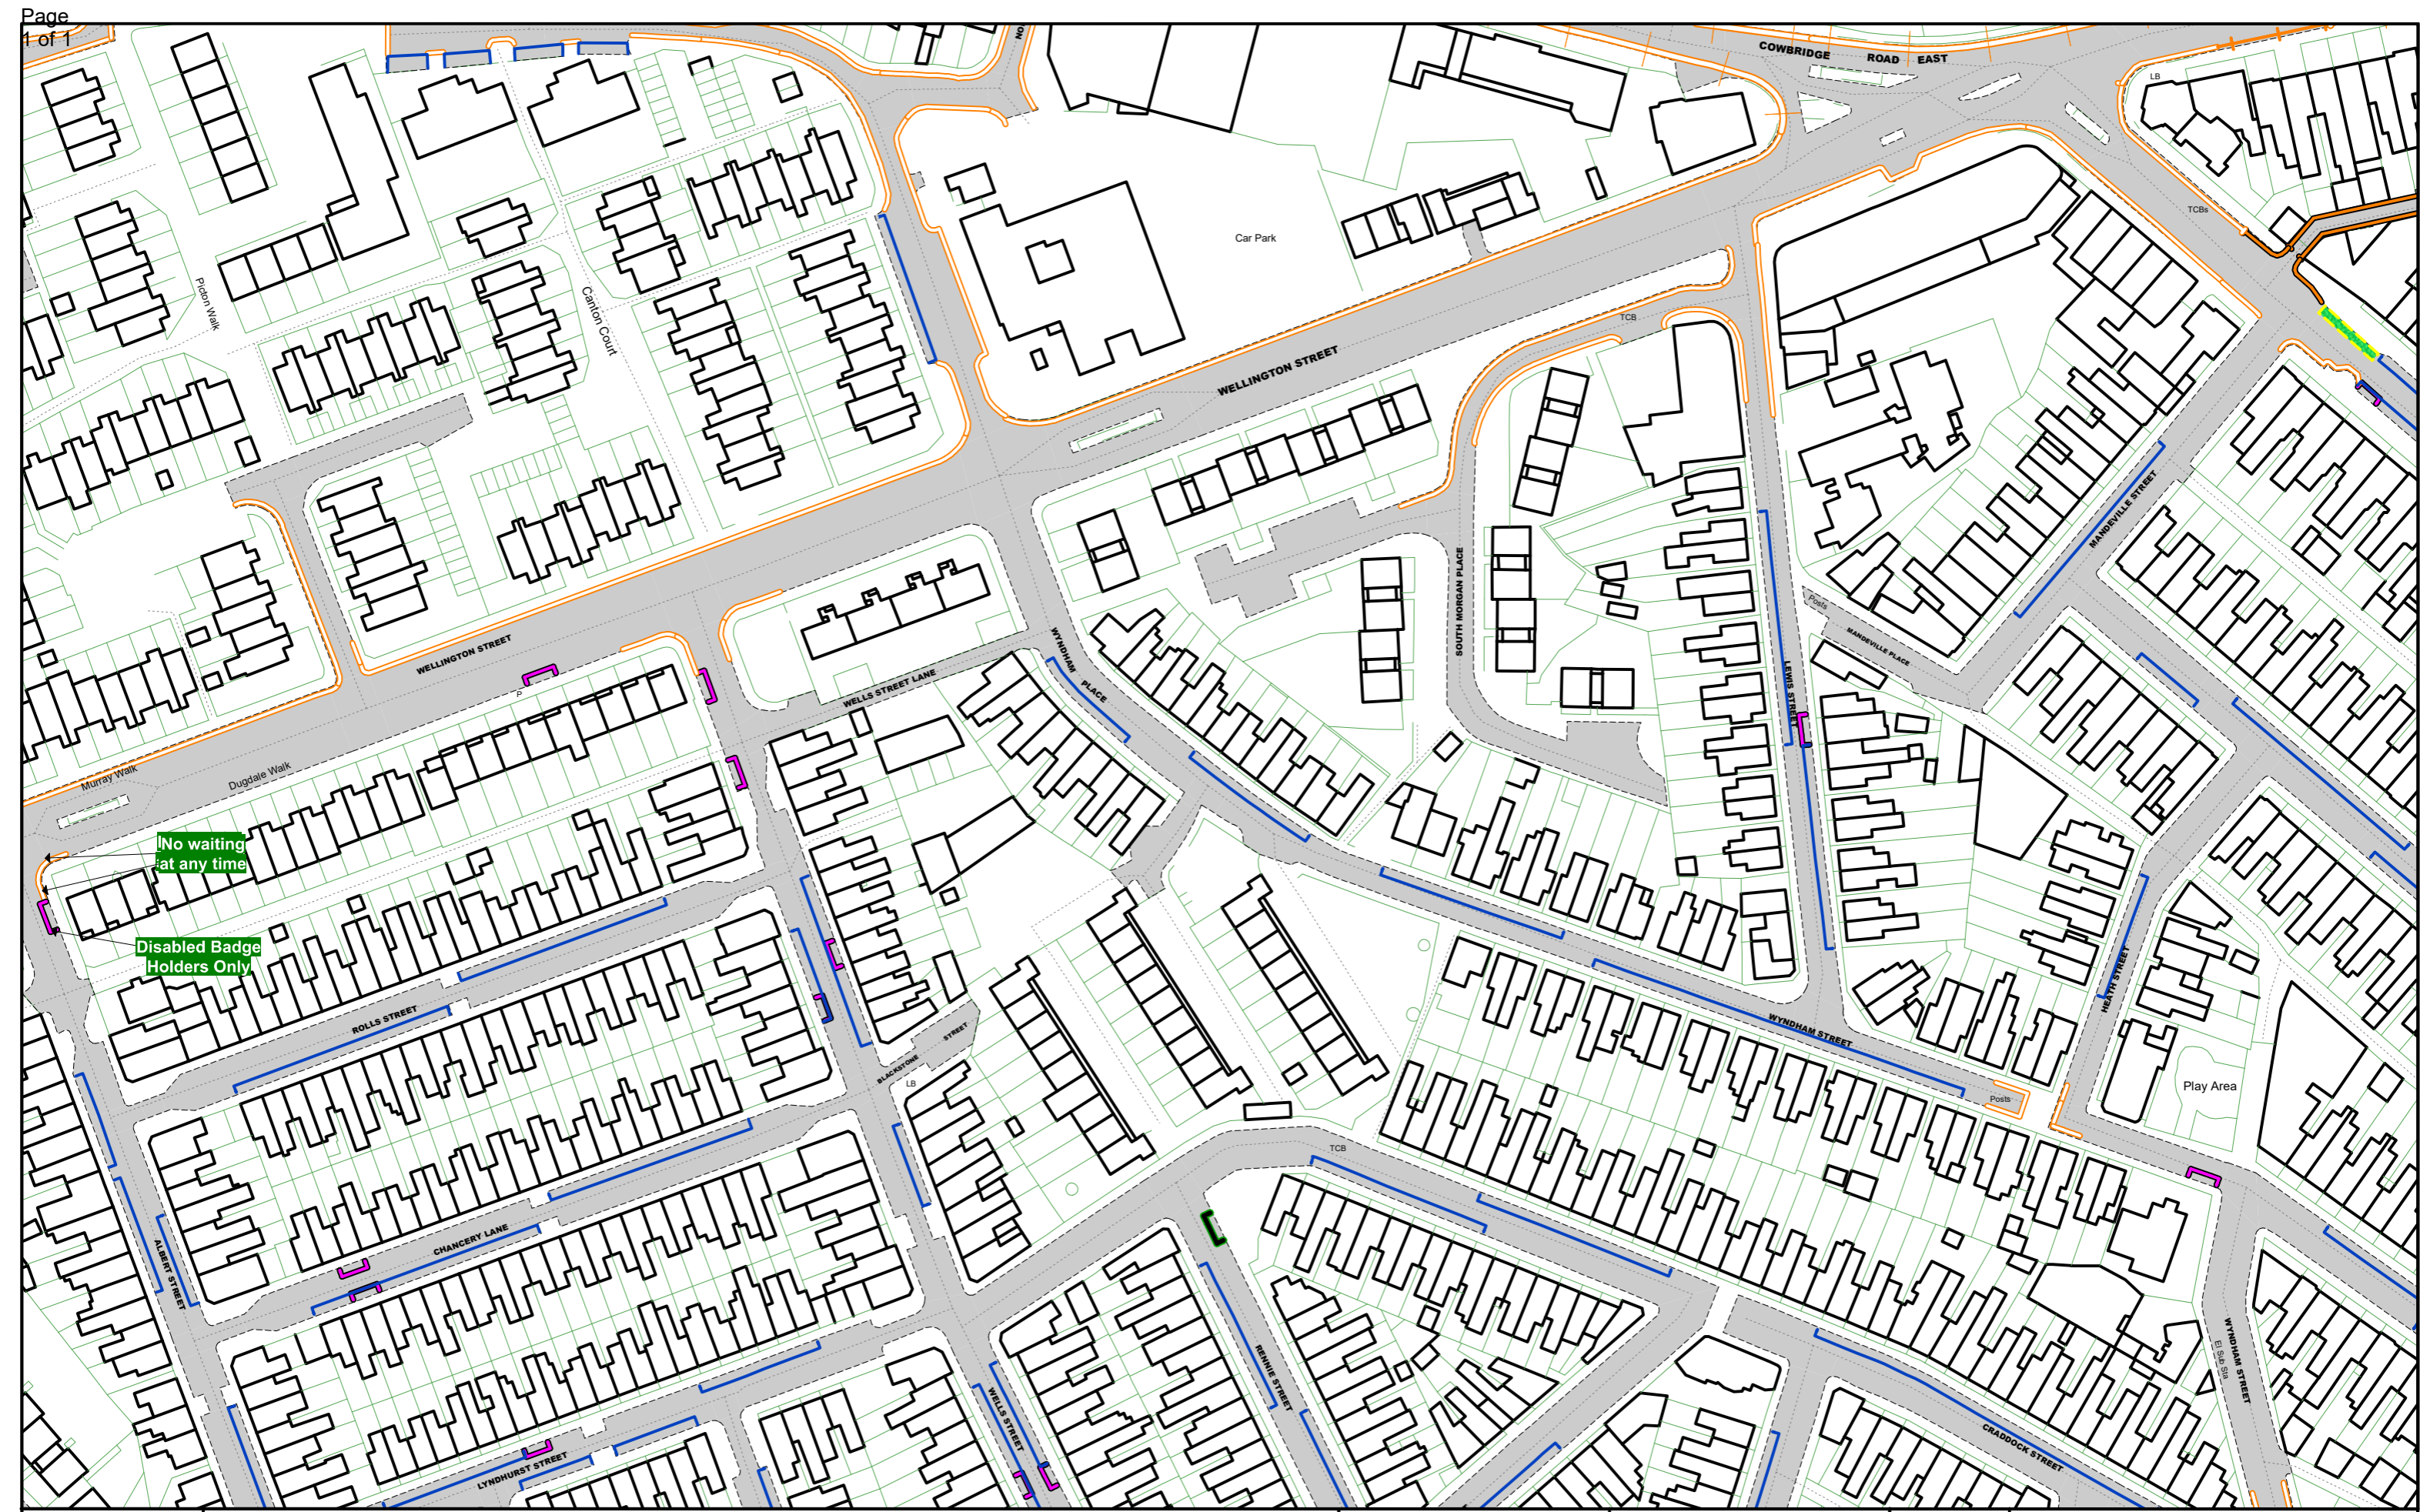 Page
1 of 1
NO
COWBRIDGE ROAD EAST
LB
TCBs
Car Park
Picton Walk
Canton Court
TCB
WELLINGTON STREET
MANDEVILLE STREET
SOUTH MORGAN PLACE
Posts
MANDEVILLE PLACE
WELLINGTON STREET
P
WELLS STREET LANE
WYNDHAM PLACE
LEWIS STREET
Murray Walk
Dugdale Walk
No waiting
at any time
Disabled Badge
Holders Only
ROLLS STREET
BLACKSTONE STREET
LB
HEATH STREET
WYNDHAM STREET
Posts
Play Area
TCB
ALBERT STREET
CHANCERY LANE
RENNIE STREET
WYNDHAM STREET
El Sub Sta
WELLS STREET
LYNDHURST STREET
CRADDOCK STREET